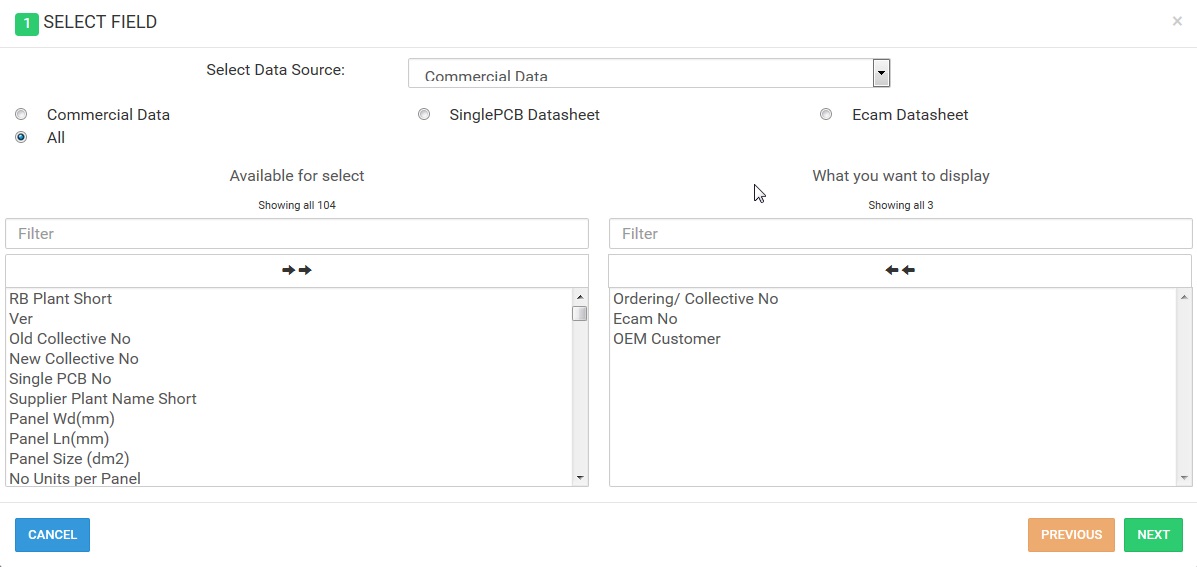 1 SELECT FIELD ×
Select Data Source: Commercial Data
Commercial Data SinglePCB Datasheet Ecam Datasheet
All
Available for select What you want to display
Showing all 104 Showing all 3
Filter Filter
RB Plant Short Ordering/ Collective No
Ver Ecam No
Old Collective No OEM Customer
New Collective No
Single PCB No
Supplier Plant Name Short
Panel Wd(mm)
Panel Ln(mm)
Panel Size (dm2)
No Units per Panel
CANCEL PREVIOUS NEXT